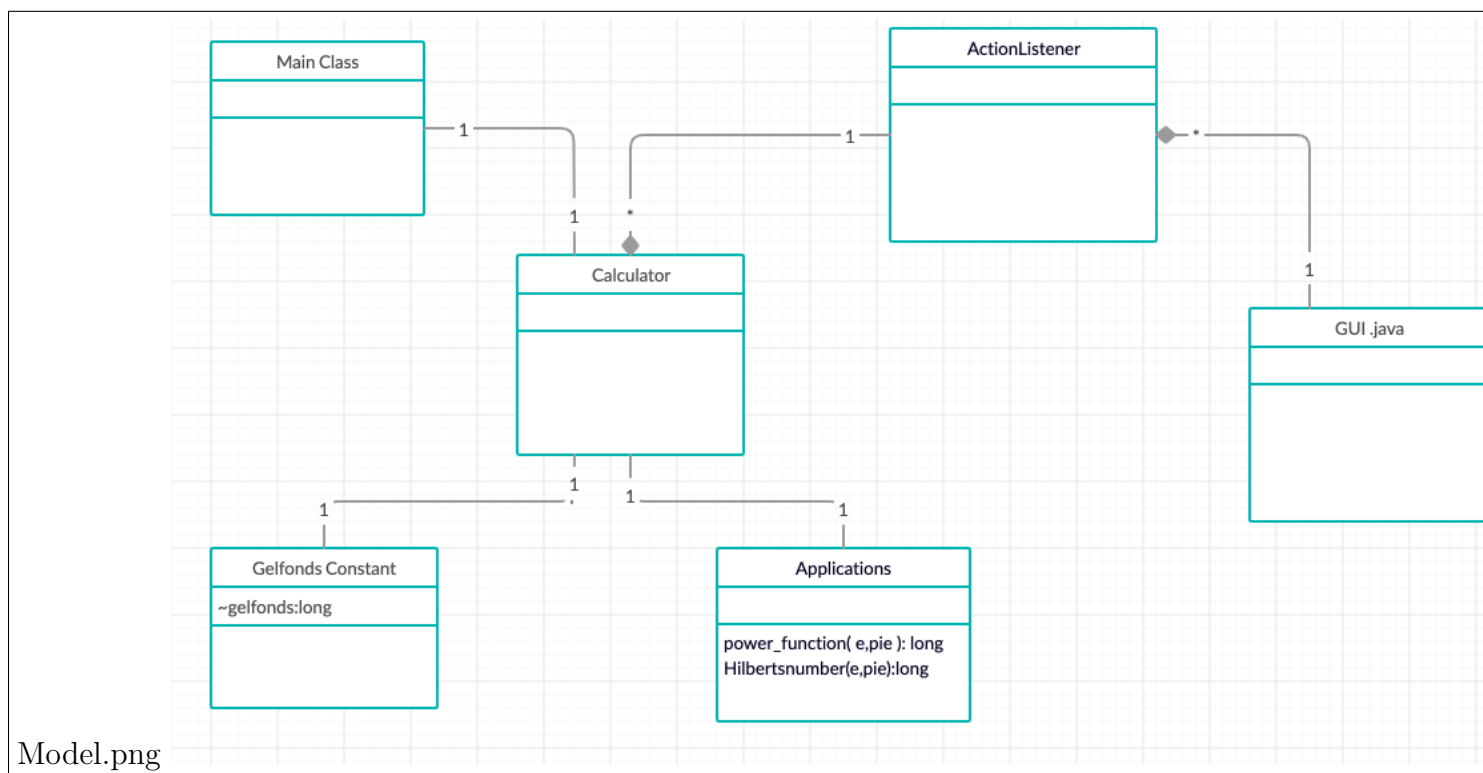 Main Class
ActionListener
1
1
*
1
*
1
Calculator
GUI .java
1
1
1
1
Gelfonds Constant
Applications
~gelfonds:long
power_function( e,pie ): long
Hilbertsnumber(e,pie):long
Model.png